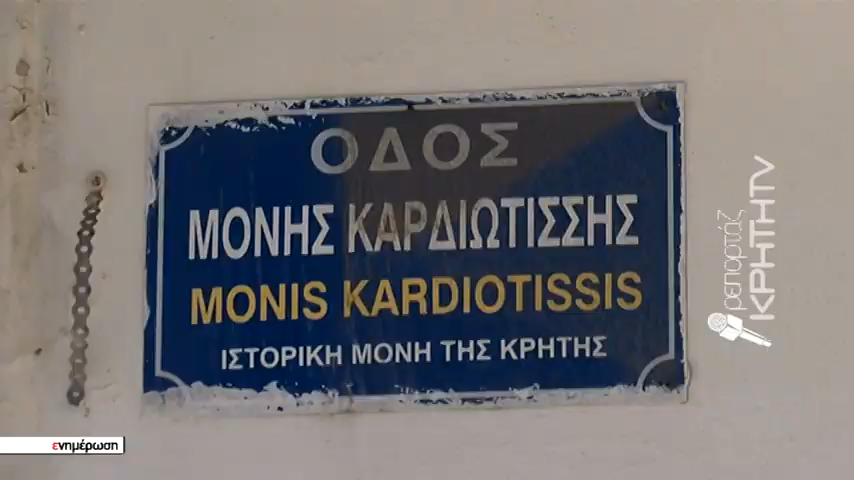 ΟΔΟΣ
ΜΟΝΗΣ ΚΑΡΔΙΩΤΙΣΣΗΣ
MONIS KARDIOTISSIS
ΙΣΤΟΡΙΚΗ ΜΟΝΗ ΤΗΣ ΚΡΗΤΗΣ
ρεπορτάζ
ΚΡΗΤΗTV
ενημέρωση